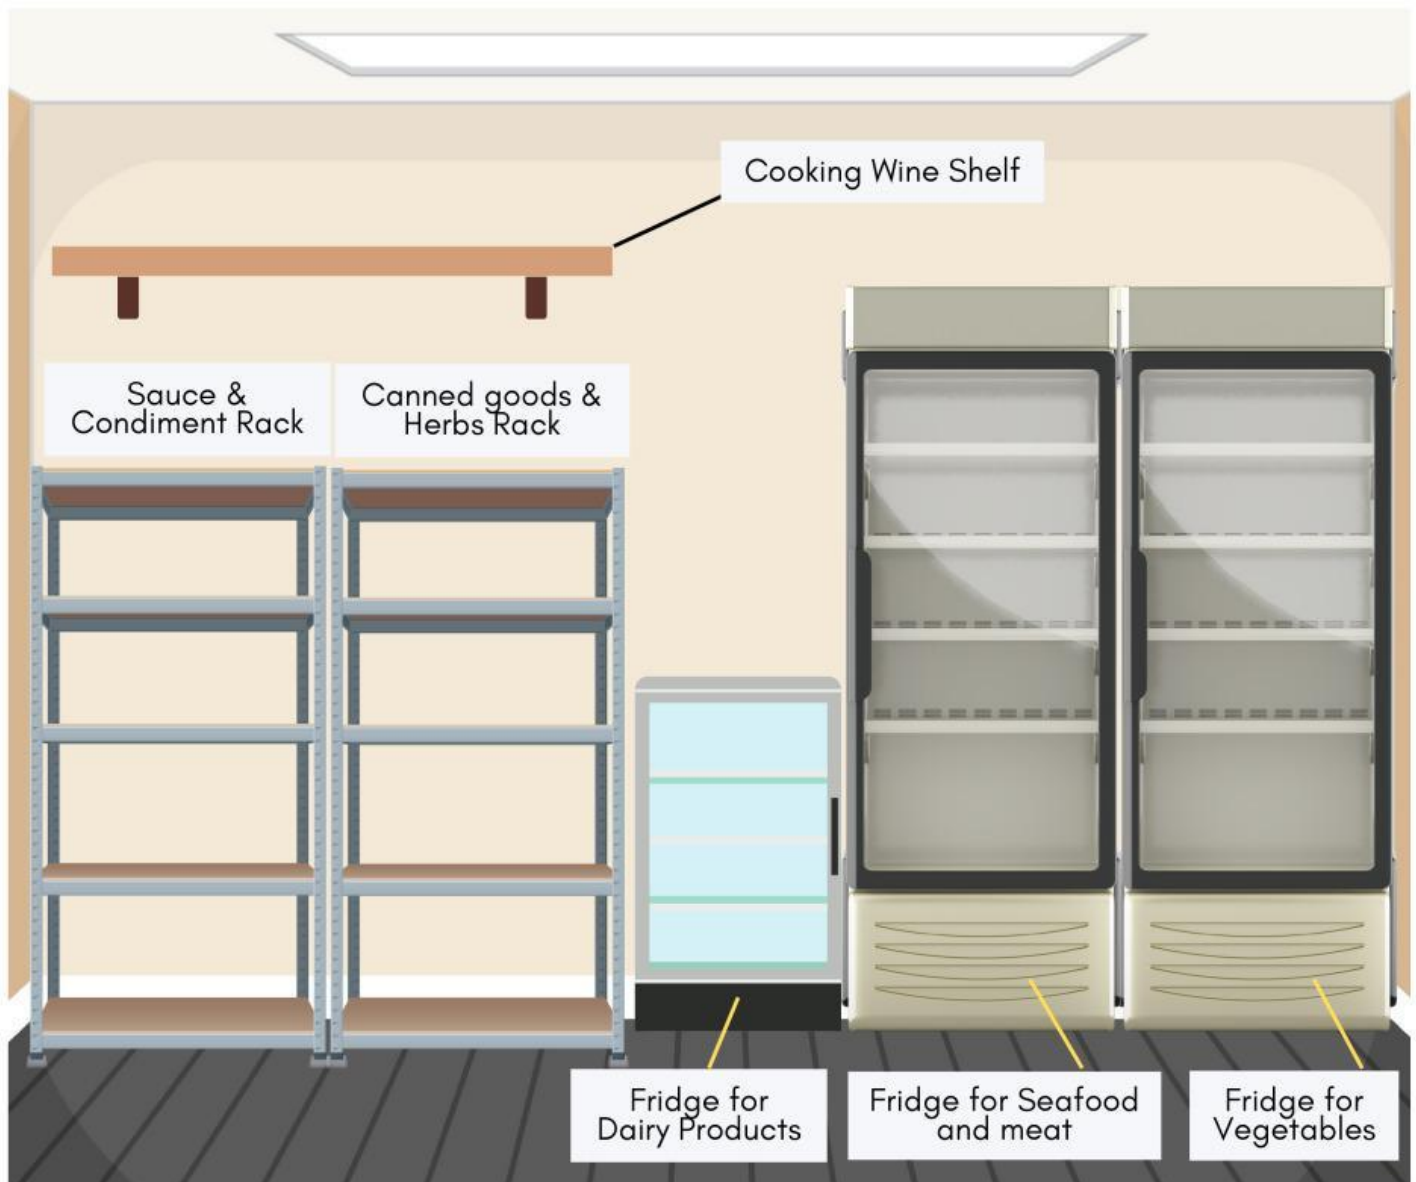 Cooking Wine Shelf
Sauce &
Condiment Rack
Canned goods &
Herbs Rack
Fridge for
Dairy Products
Fridge for Seafood
and meat
Fridge for
Vegetables